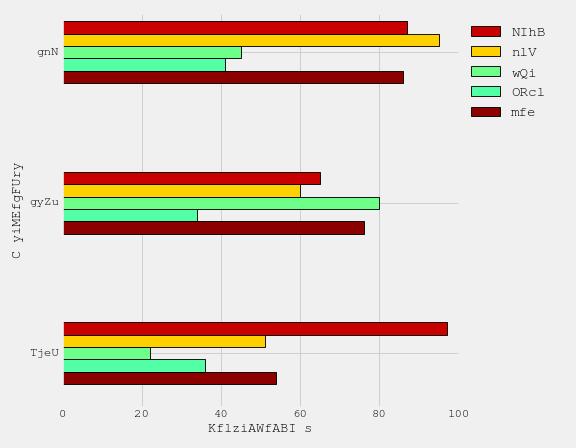 NIhB
nlV
wQi
ORcl
mfe
gnN
gyZu
TjeU
C yiMEfgFUry
0 20 40 60 80 100
KflziAWfABI s